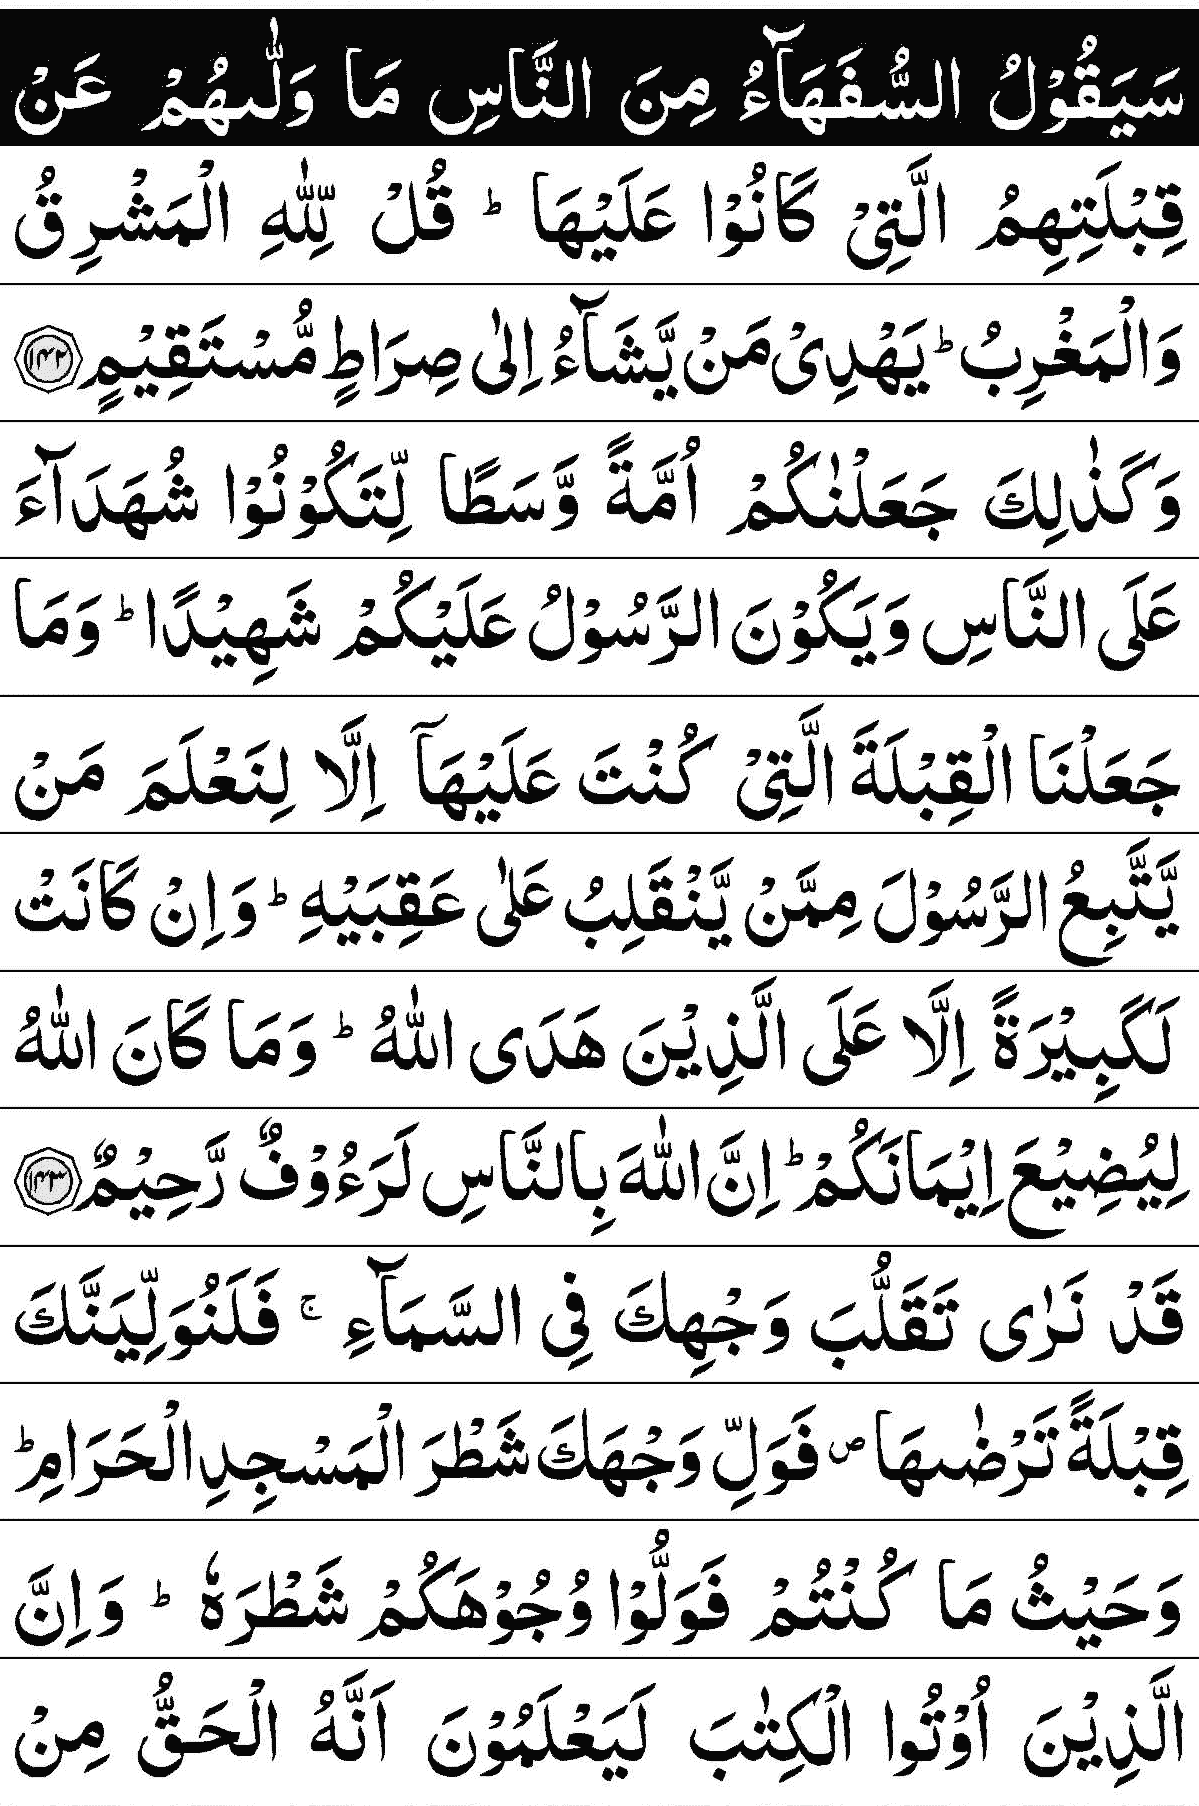 سَيَقُوْلُ السُّفَهَآءُ مِنَ النَّاسِ مَا وَلّٰىهُمْ عَنْ
قِبْلَتِهِمُ الَّتِىْ كَانُوْا عَلَيْهَا ؕ قُلْ لِّلّٰهِ الْمَشْرِقُ
وَالْمَغْرِبُ ؕ يَهْدِىْ مَنْ يَّشَآءُ اِلٰى صِرَاطٍ مُّسْتَقِيْمٍ ۝۱۴۲
وَكَذٰلِكَ جَعَلْنٰكُمْ اُمَّةً وَّسَطًا لِّتَكُوْنُوْا شُهَدَآءَ
عَلَى النَّاسِ وَيَكُوْنَ الرَّسُوْلُ عَلَيْكُمْ شَهِيْدًا ؕ وَمَا
جَعَلْنَا الْقِبْلَةَ الَّتِىْ كُنْتَ عَلَيْهَآ اِلَّا لِنَعْلَمَ مَنْ
يَّتَّبِعُ الرَّسُوْلَ مِمَّنْ يَّنْقَلِبُ عَلٰى عَقِبَيْهِ ؕ وَاِنْ كَانَتْ
لَكَبِيْرَةً اِلَّا عَلَى الَّذِيْنَ هَدَى اللّٰهُ ؕ وَمَا كَانَ اللّٰهُ
لِيُضِيْعَ اِيْمَانَكُمْ ؕ اِنَّ اللّٰهَ بِالنَّاسِ لَرَءُوْفٌ رَّحِيْمٌ ۝۱۴۳
قَدْ نَرٰى تَقَلُّبَ وَجْهِكَ فِى السَّمَآءِ ۚ فَلَنُوَلِّيَنَّكَ
قِبْلَةً تَرْضٰىهَا ص فَوَلِّ وَجْهَكَ شَطْرَ الْمَسْجِدِ الْحَرَامِ ؕ
وَحَيْثُ مَا كُنْتُمْ فَوَلُّوْا وُجُوْهَكُمْ شَطْرَهٗ ؕ وَاِنَّ
الَّذِيْنَ اُوْتُوا الْكِتٰبَ لَيَعْلَمُوْنَ اَنَّهُ الْحَقُّ مِنْ